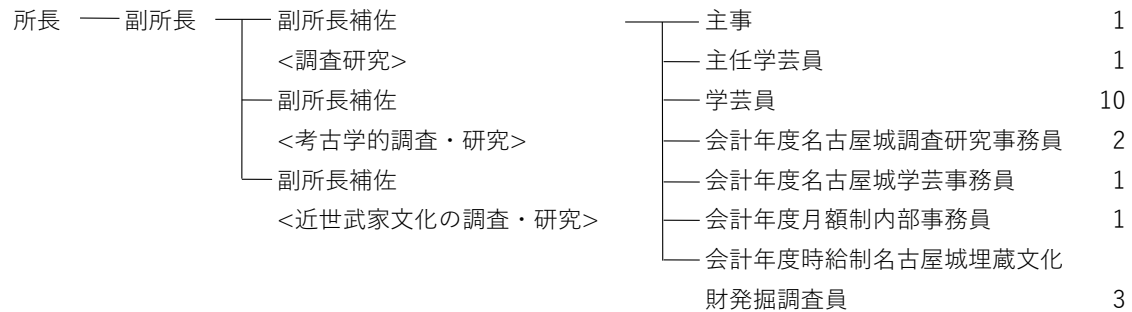 所長 副所長 副所長補佐 主事 1
<調査研究> 主任学芸員 1
副所長補佐 学芸員 10
<考古学的調査・研究> 会計年度名古屋城調査研究事務員 2
副所長補佐 会計年度名古屋城学芸事務員 1
<近世武家文化の調査・研究> 会計年度月額制内部事務員 1
会計年度時給制名古屋城埋蔵文化
財発掘調査員 3